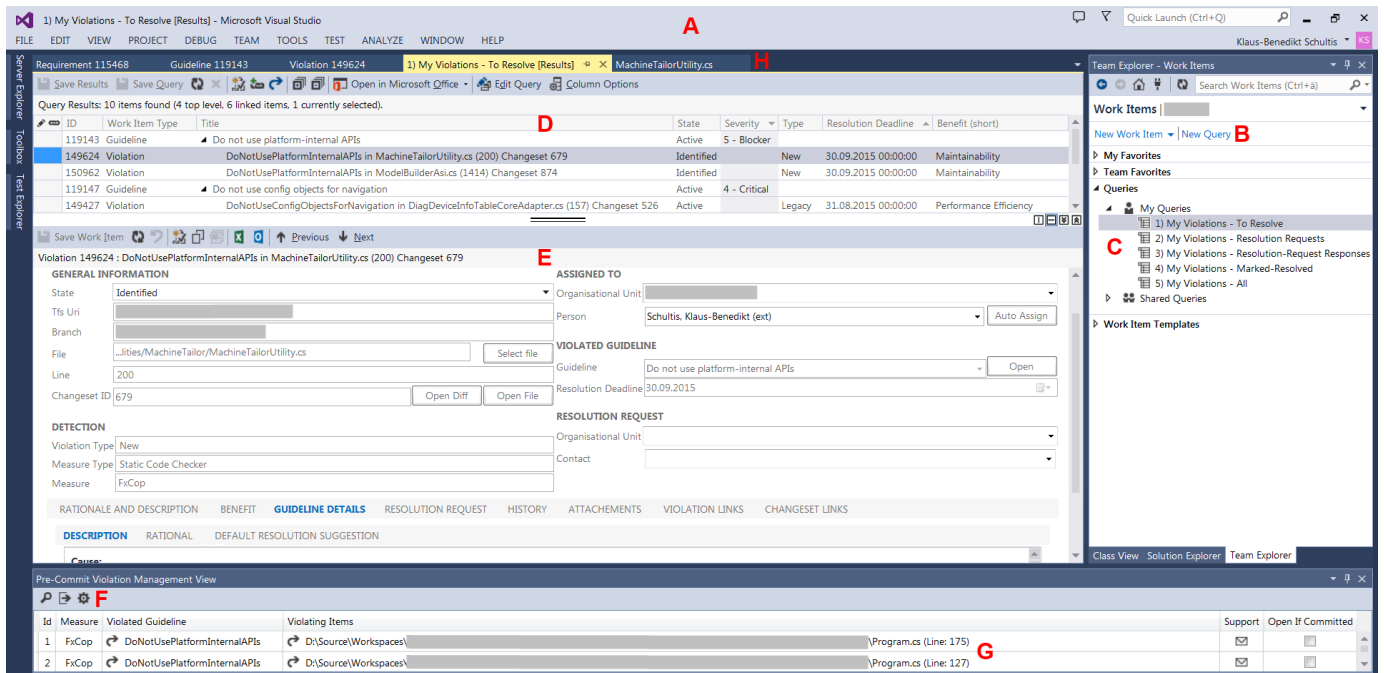 1) My Violations - To Resolve [Results] - Microsoft Visual Studio
Quick Launch (Ctrl+Q)
A
FILE EDIT VIEW PROJECT DEBUG TEAM TOOLS TEST ANALYZE WINDOW HELP
Klaus-Benedikt Schultis KS
Server Explorer
Toolbox
Test Explorer
Requirement 115468 Guideline 119143 Violation 149624 1) My Violations - To Resolve [Results] MachineTailorUtility.cs H
Save Results Save Query Open in Microsoft Office Edit Query Column Options
Query Results: 10 items found (4 top level, 6 linked items, 1 currently selected).
D
ID Work Item Type Title State Severity Type Resolution Deadline Benefit (short)
119143 Guideline Do not use platform-internal APIs Active 5 - Blocker
149624 Violation DoNotUsePlatformInternalAPIs in MachineTailorUtility.cs (200) Changeset 679 Identified New 30.09.2015 00:00:00 Maintainability
150962 Violation DoNotUsePlatformInternalAPIs in ModelBuilderAsi.cs (1414) Changeset 874 Identified New 30.09.2015 00:00:00 Maintainability
119147 Guideline Do not use config objects for navigation Active 4 - Critical
149427 Violation DoNotUseConfigObjectsForNavigation in DiagDeviceInfoTableCoreAdapter.cs (157) Changeset 526 Active Legacy 31.08.2015 00:00:00 Performance Efficiency
Save Work Item Previous Next
Violation 149624 : DoNotUsePlatformInternalAPIs in MachineTailorUtility.cs (200) Changeset 679
E
GENERAL INFORMATION
State Identified
Tfs Uri
Branch
File ...lities/MachineTailor/MachineTailorUtility.cs Select file
Line 200
Changeset ID 679 Open Diff Open File
DETECTION
Violation Type New
Measure Type Static Code Checker
Measure FxCop
ASSIGNED TO
Organisational Unit
Person Schultis, Klaus-Benedikt (ext) Auto Assign
VIOLATED GUIDELINE
Guideline Do not use platform-internal APIs Open
Resolution Deadline 30.09.2015
RESOLUTION REQUEST
Organisational Unit
Contact
RATIONALE AND DESCRIPTION BENEFIT GUIDELINE DETAILS RESOLUTION REQUEST HISTORY ATTACHEMENTS VIOLATION LINKS CHANGESET LINKS
DESCRIPTION RATIONAL DEFAULT RESOLUTION SUGGESTION
Cause:
Team Explorer - Work Items
Search Work Items (Ctrl+ä)
Work Items |
New Work Item New Query B
My Favorites
Team Favorites
Queries
My Queries
1) My Violations - To Resolve
2) My Violations - Resolution Requests
3) My Violations - Resolution-Request Responses
4) My Violations - Marked-Resolved
5) My Violations - All
C
Shared Queries
Work Item Templates
Class View Solution Explorer Team Explorer
Pre-Commit Violation Management View
F
Id Measure Violated Guideline Violating Items Support Open If Committed
1 FxCop DoNotUsePlatformInternalAPIs D:\Source\Workspaces\ \Program.cs (Line: 175)
2 FxCop DoNotUsePlatformInternalAPIs D:\Source\Workspaces\ \Program.cs (Line: 127)
G